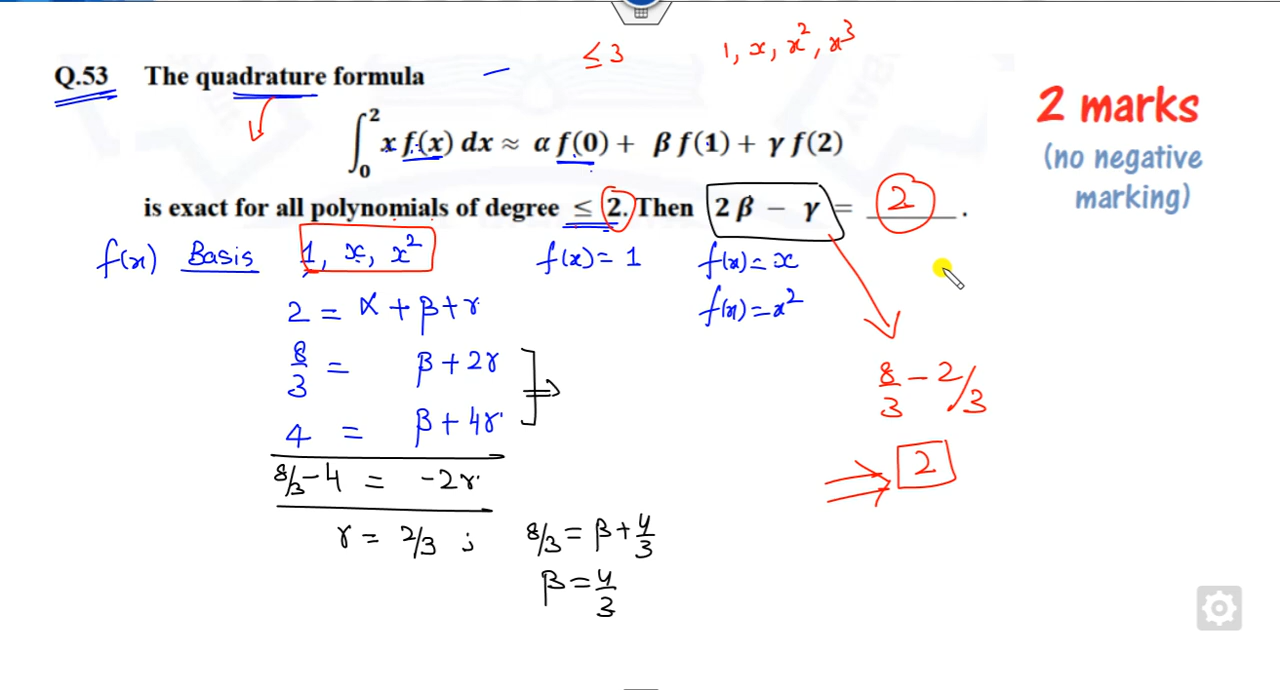 ≤3 1, x, x², x³
Q.53 The quadrature formula
2 marks
∫₀² x f(x) dx ≈ α f(0) + β f(1) + γ f(2)
(no negative
marking)
is exact for all polynomials of degree ≤ 2. Then 2β − γ = 2.
f(x) Basis 1, x, x² f(x) = 1 f(x) = x
f(x) = x²
2 = α + β + γ
8/3 = β + 2γ
4 = β + 4γ
8/3 − 2/3
8/3 − 4 = −2γ
⇒ 2
γ = 2/3 ; 8/3 = β + 4/3
β = 4/3